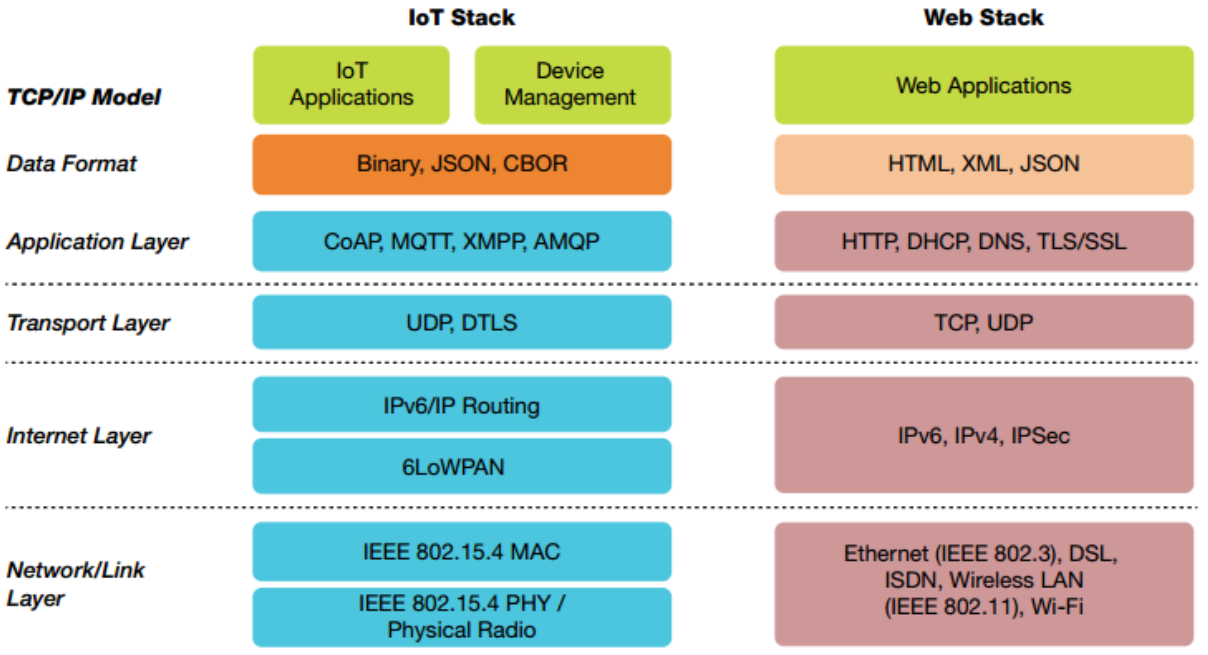 IoT Stack
Web Stack
TCP/IP Model
IoT
Applications
Device
Management
Web Applications
Data Format
Binary, JSON, CBOR
HTML, XML, JSON
Application Layer
CoAP, MQTT, XMPP, AMQP
HTTP, DHCP, DNS, TLS/SSL
Transport Layer
UDP, DTLS
TCP, UDP
Internet Layer
IPv6/IP Routing
6LoWPAN
IPv6, IPv4, IPSec
Network/Link
Layer
IEEE 802.15.4 MAC
IEEE 802.15.4 PHY /
Physical Radio
Ethernet (IEEE 802.3), DSL,
ISDN, Wireless LAN
(IEEE 802.11), Wi-Fi